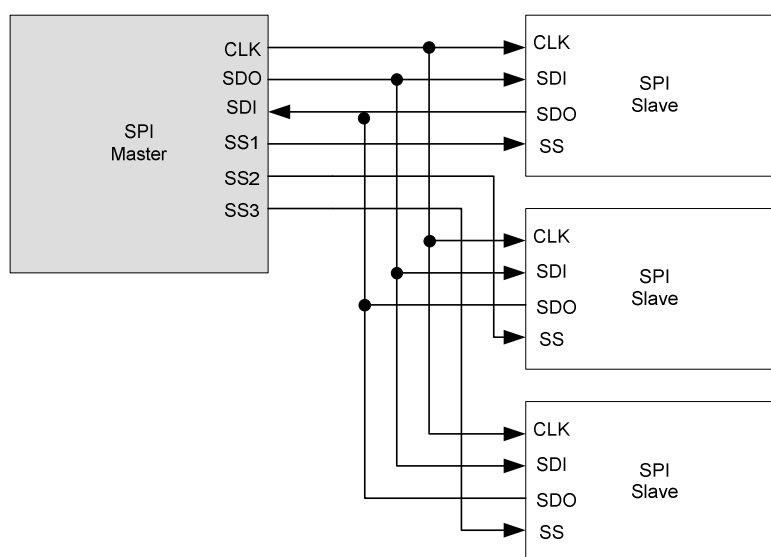 SPI
Master
CLK
SDO
SDI
SS1
SS2
SS3
CLK
SDI
SDO
SS
SPI
Slave
CLK
SDI
SDO
SS
SPI
Slave
CLK
SDI
SDO
SS
SPI
Slave